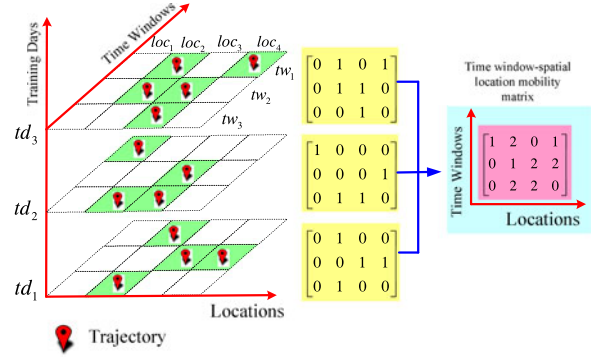 Training Days
Time Windows
loc1 loc2 loc3 loc4
tw1
tw2
tw3
td3
td2
td1
Locations
Trajectory
0 1 0 1
0 1 1 0
0 0 1 0
1 0 0 0
0 0 0 1
0 1 1 0
0 1 0 0
0 0 1 1
0 1 0 0
Time window-spatial
location mobility
matrix
Time Windows
1 2 0 1
0 1 2 2
0 2 2 0
Locations